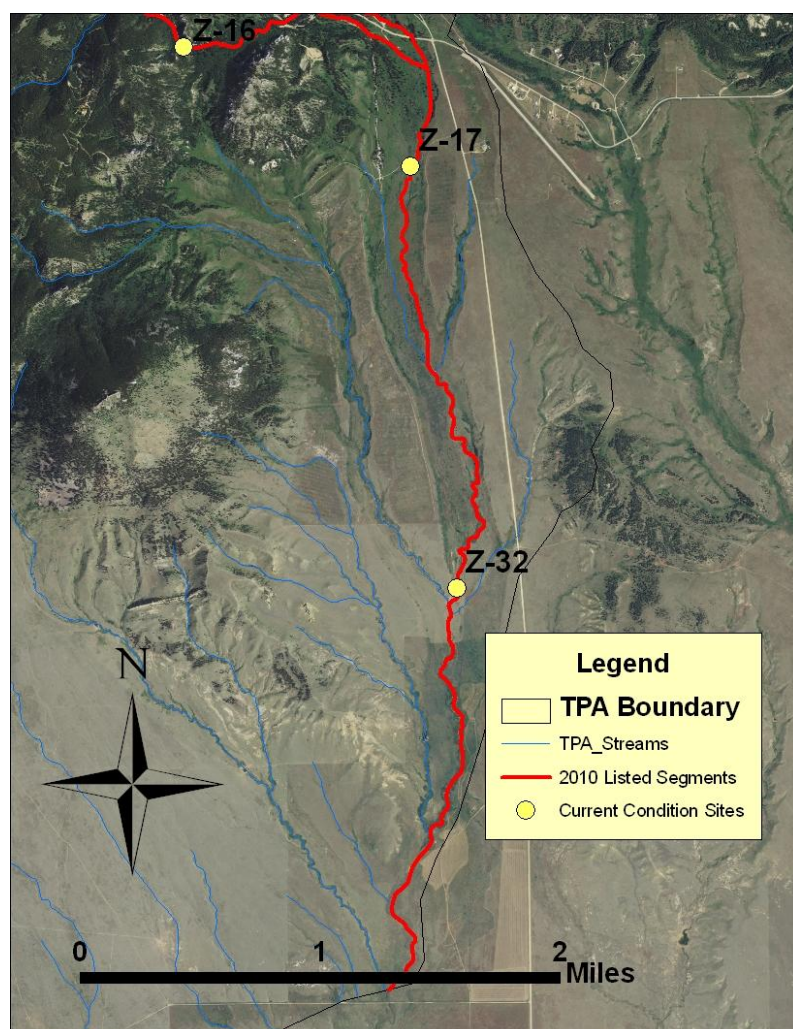 Z-16
Z-17
Z-32
N
Legend
TPA Boundary
TPA_Streams
2010 Listed Segments
Current Condition Sites
0 1 2
Miles